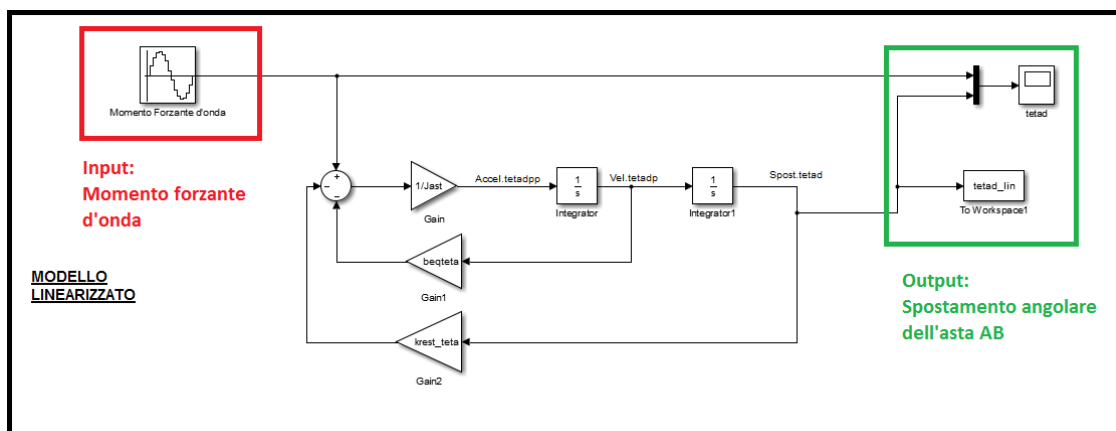 Momento Forzante d'onda
tetad
Input:
Momento forzante
d'onda
+
−
−
1/Jast
Gain
Accel.tetadpp
1
s
Integrator
Vel.tetadp
1
s
Integrator1
Spost.tetad
tetad_lin
To Workspace1
beqteta
Gain1
MODELLO
LINEARIZZATO
Output:
Spostamento angolare
dell'asta AB
krest_teta
Gain2